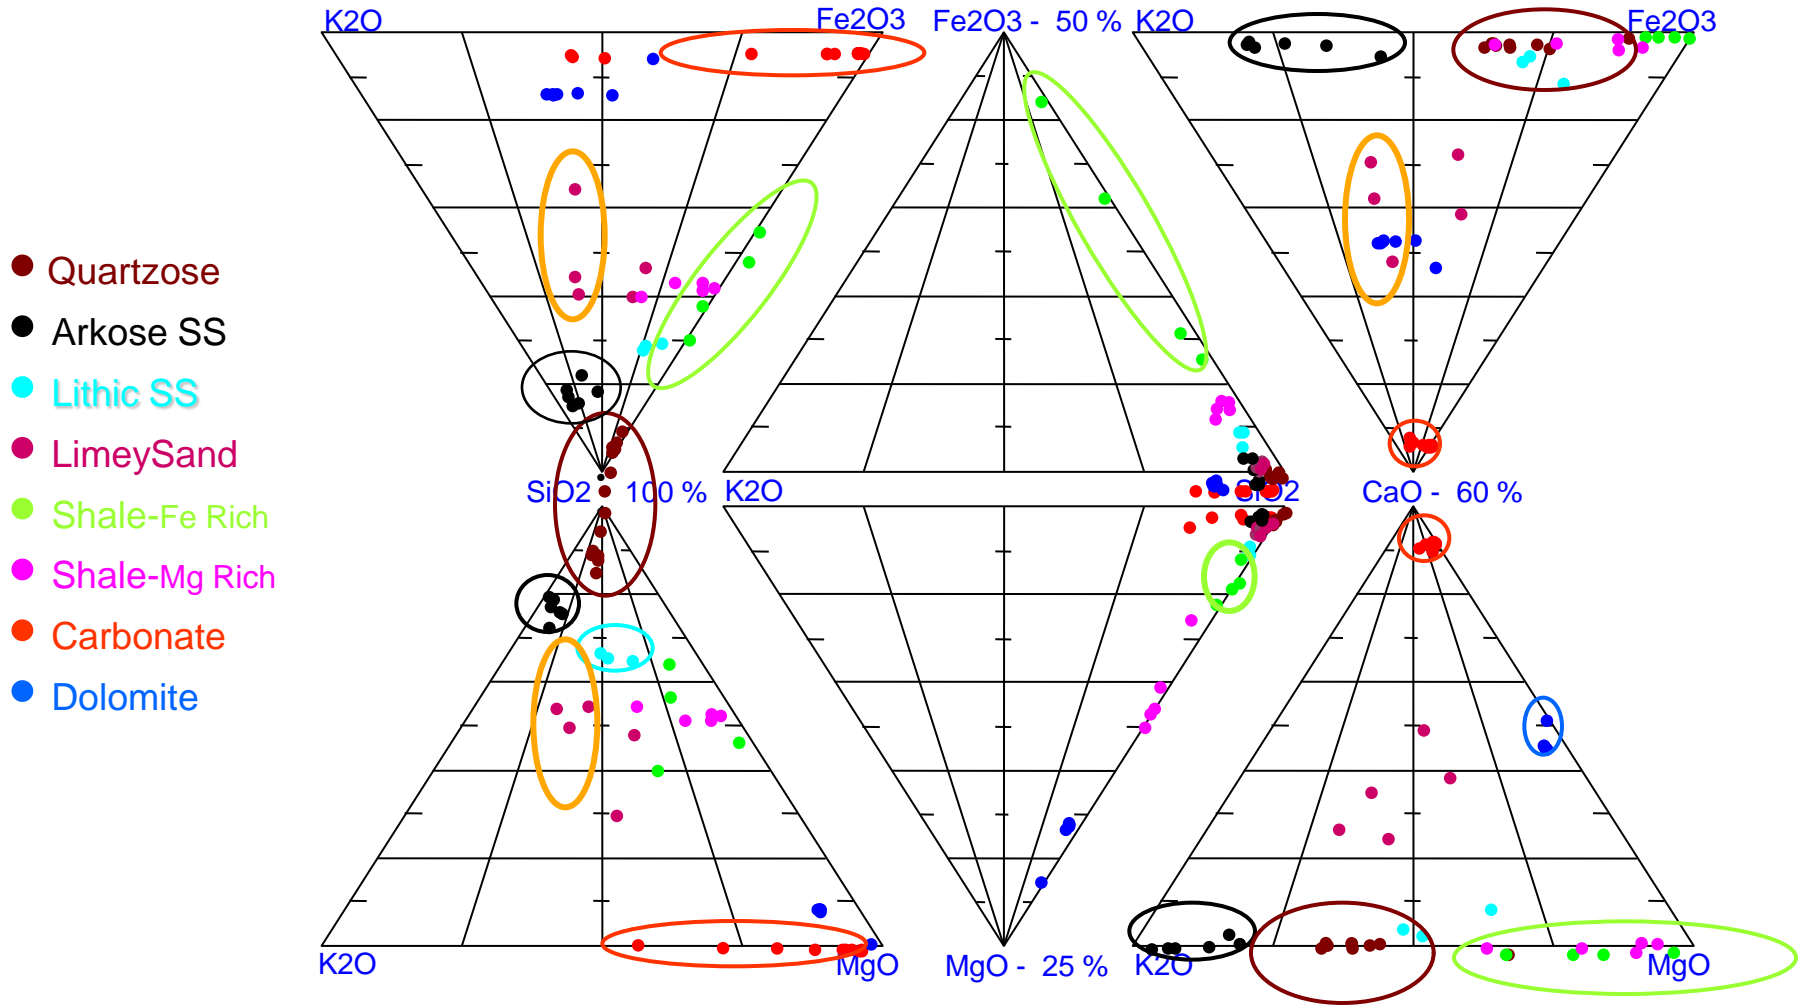 K2O
Fe2O3
Fe2O3 - 50 %
K2O
Fe2O3
Quartzose
Arkose SS
Lithic SS
LimeySand
Shale-Fe Rich
Shale-Mg Rich
Carbonate
Dolomite
SiO2 100 %
K2O
SiO2
CaO - 60 %
K2O
MgO
MgO - 25 %
K2O
MgO